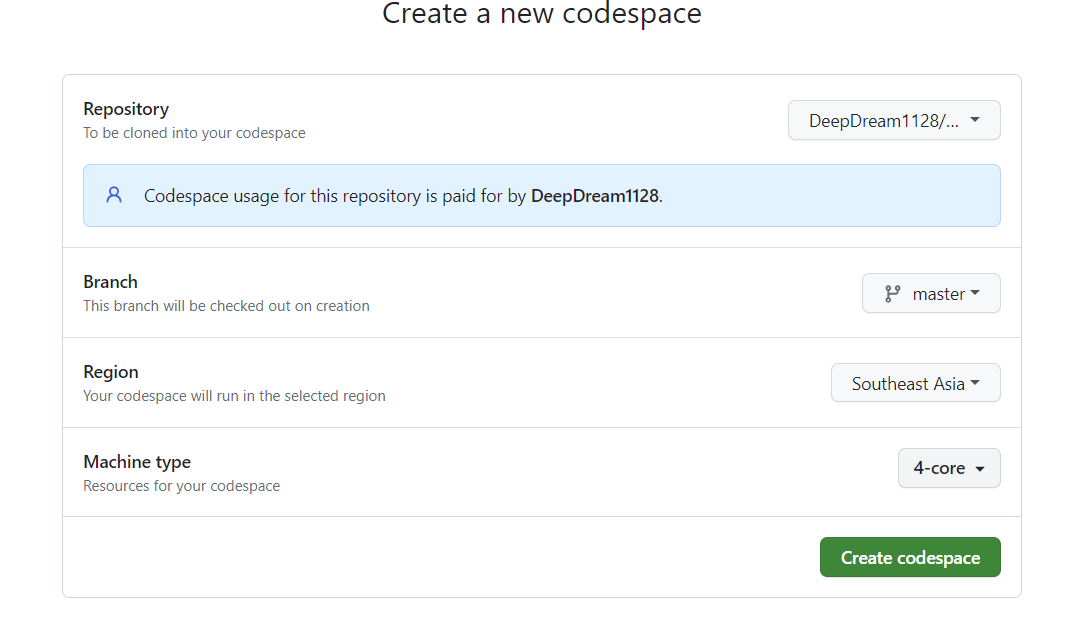 Create a new codespace
Repository
To be cloned into your codespace
DeepDream1128/...
Codespace usage for this repository is paid for by DeepDream1128.
Branch
This branch will be checked out on creation
master
Region
Your codespace will run in the selected region
Southeast Asia
Machine type
Resources for your codespace
4-core
Create codespace